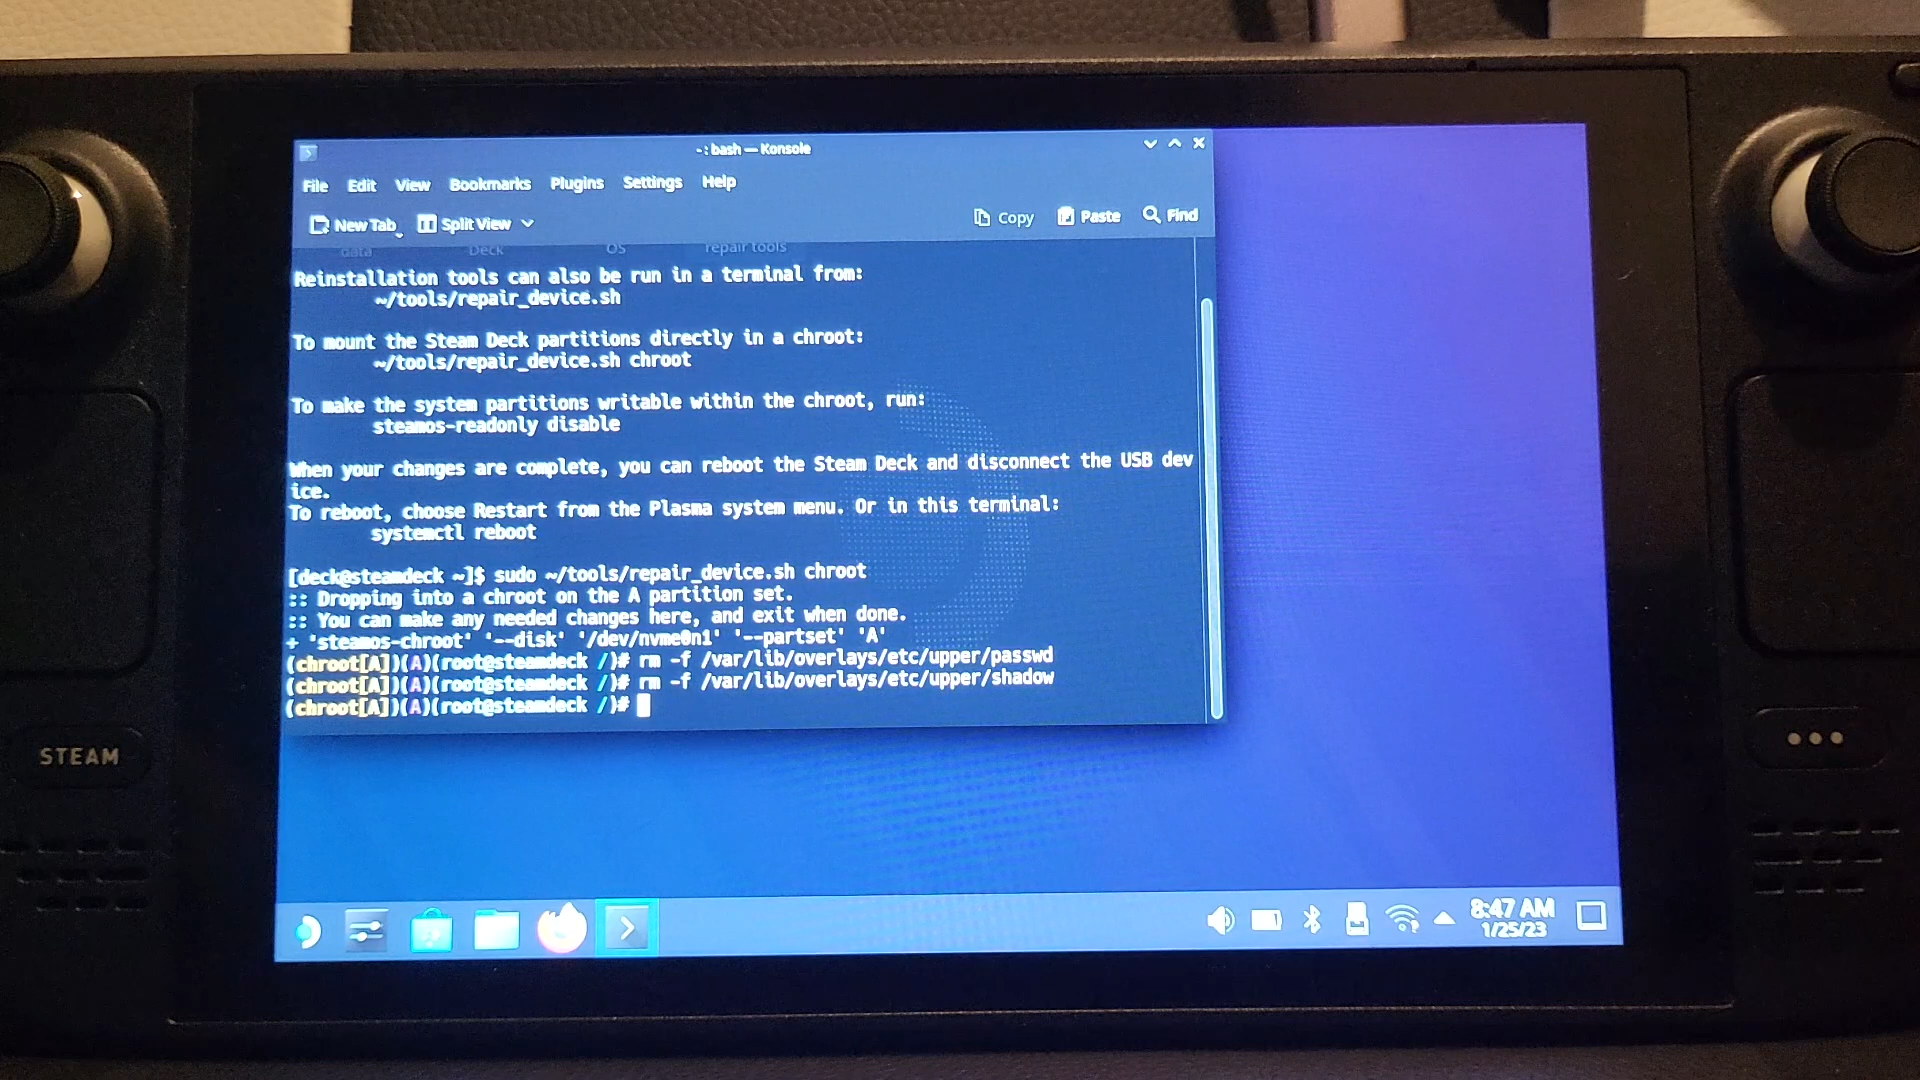 ~ : bash — Konsole
File Edit View Bookmarks Plugins Settings Help
New Tab Split View Copy Paste Find
data Deck OS repair tools
Reinstallation tools can also be run in a terminal from:
~/tools/repair_device.sh
To mount the Steam Deck partitions directly in a chroot:
~/tools/repair_device.sh chroot
To make the system partitions writable within the chroot, run:
steamos-readonly disable
When your changes are complete, you can reboot the Steam Deck and disconnect the USB dev
ice.
To reboot, choose Restart from the Plasma system menu. Or in this terminal:
systemctl reboot
[deck@steamdeck ~]$ sudo ~/tools/repair_device.sh chroot
:: Dropping into a chroot on the A partition set.
:: You can make any needed changes here, and exit when done.
+ 'steamos-chroot' '--disk' '/dev/nvme0n1' '--partset' 'A'
(chroot[A])(A)(root@steamdeck /)# rm -f /var/lib/overlays/etc/upper/passwd
(chroot[A])(A)(root@steamdeck /)# rm -f /var/lib/overlays/etc/upper/shadow
(chroot[A])(A)(root@steamdeck /)#
STEAM
8:47 AM
1/25/23